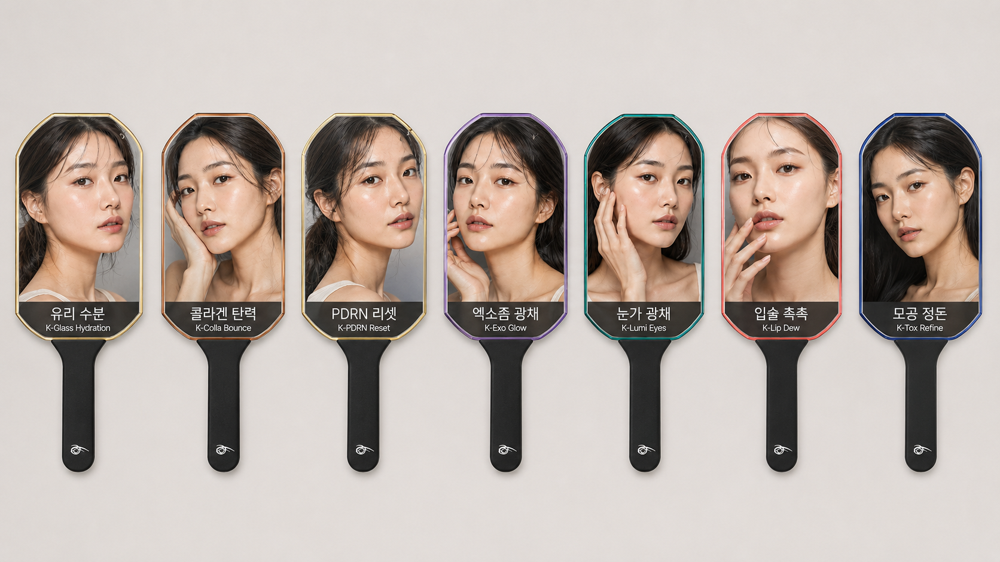 유리 수분
K-Glass Hydration
콜라겐 탄력
K-Colla Bounce
PDRN 리셋
K-PDRN Reset
엑소좀 광채
K-Exo Glow
눈가 광채
K-Lumi Eyes
입술 촉촉
K-Lip Dew
모공 정돈
K-Tox Refine